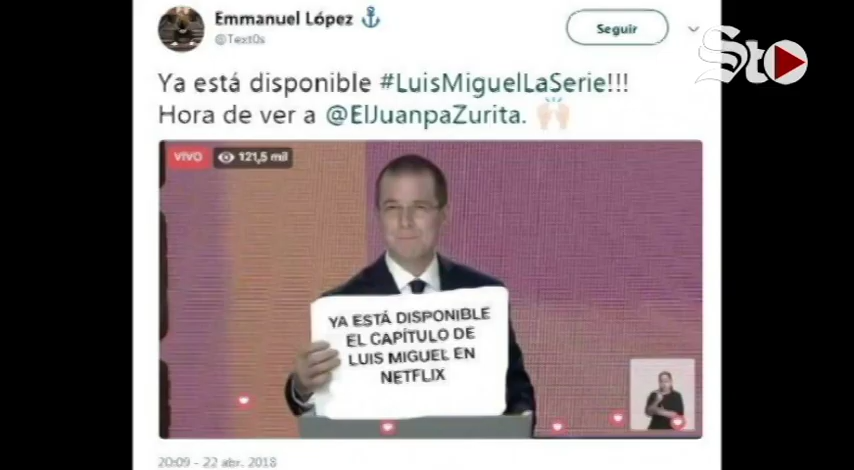 Emmanuel López
@Text0s
Seguir
Sto
Ya está disponible #LuisMiguelLaSerie!!!
Hora de ver a @ElJuanpaZurita.
VIVO 121,5 mil
YA ESTÁ DISPONIBLE
EL CAPÍTULO DE
LUIS MIGUEL EN
NETFLIX
20:09 - 22 abr. 2018